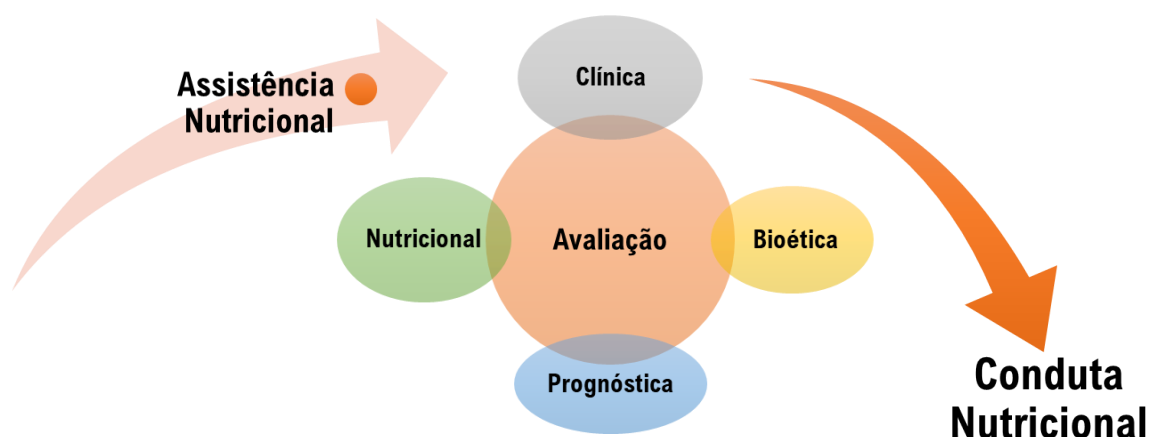 Assistência
Nutricional
Clínica
Nutricional
Avaliação
Bioética
Prognóstica
Conduta
Nutricional